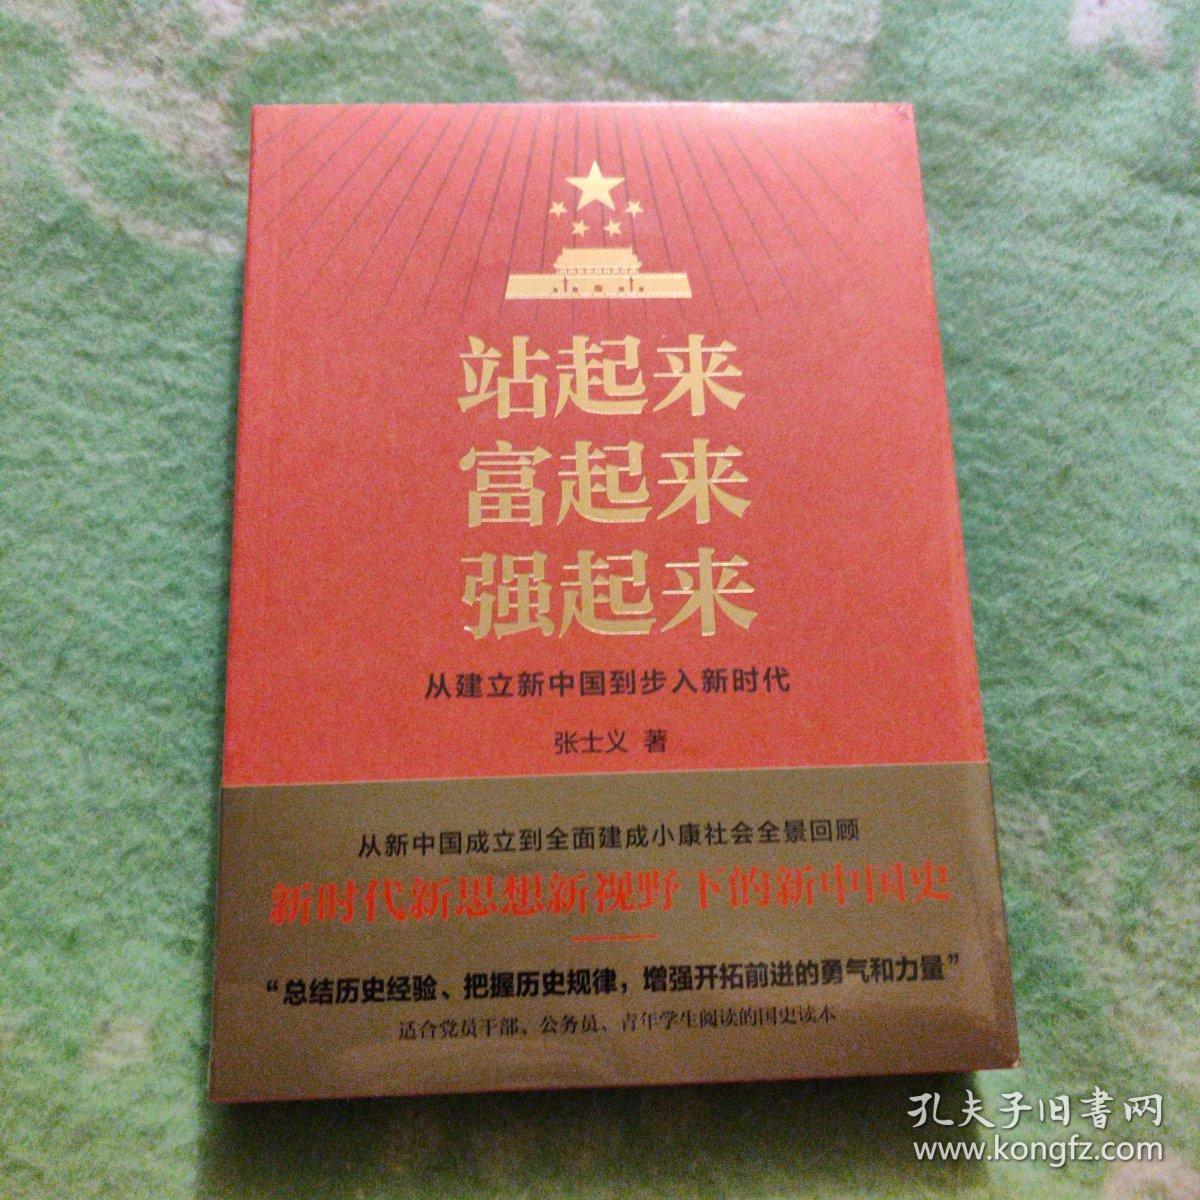 站起来
富起来
强起来
从建立新中国到步入新时代
张士义 著
从新中国成立到全面建成小康社会全景回顾
新时代新思想新视野下的新中国史
“总结历史经验、把握历史规律，增强开拓前进的勇气和力量”
适合党员干部、公务员、青年学生阅读的国史读本
孔夫子旧書网
www.kongfz.com